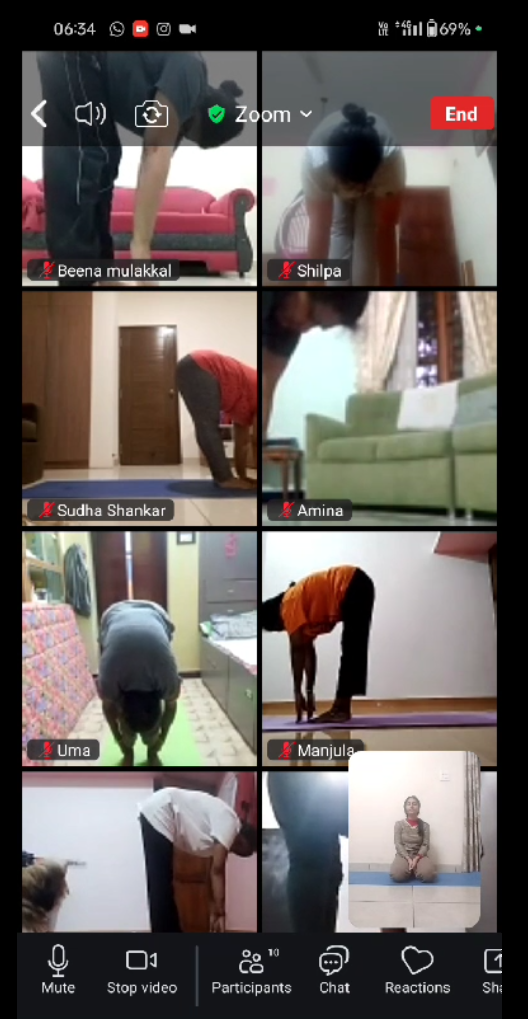 06:34
Vo
LTE
4G
69%
Zoom
End
Beena mulakkal
Shilpa
Sudha Shankar
Amina
Uma
Manjula
10
Mute
Stop video
Participants
Chat
Reactions
Sha